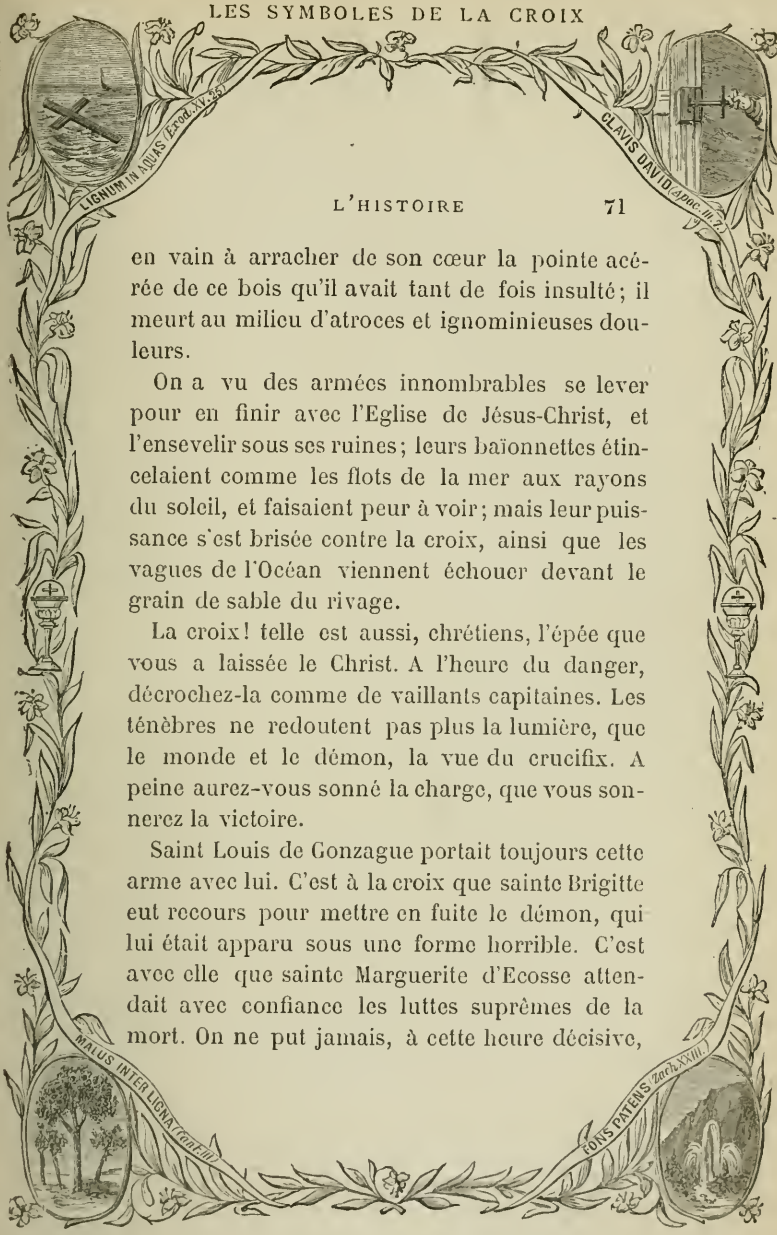 LES SYMBOLES DE LA CROIX
LIGNUM IN AQUAS (Exod. XV. 25)
CLAVIS DAVID (Apoc. III. 7.)
L'HISTOIRE 71
en vain à arracher de son cœur la pointe acé-
rée de ce bois qu'il avait tant de fois insulté; il
meurt au milieu d'atroces et ignominieuses dou-
leurs.
On a vu des armées innombrables se lever
pour en finir avec l'Eglise de Jésus-Christ, et
l'ensevelir sous ses ruines; leurs baïonnettes étin-
celaient comme les flots de la mer aux rayons
du soleil, et faisaient peur à voir; mais leur puis-
sance s'est brisée contre la croix, ainsi que les
vagues de l'Océan viennent échouer devant le
grain de sable du rivage.
La croix! telle est aussi, chrétiens, l'épée que
vous a laissée le Christ. A l'heure du danger,
décrochez-la comme de vaillants capitaines. Les
ténèbres ne redoutent pas plus la lumière, que
le monde et le démon, la vue du crucifix. A
peine aurez-vous sonné la charge, que vous son-
nerez la victoire.
Saint Louis de Gonzague portait toujours cette
arme avec lui. C'est à la croix que sainte Brigitte
eut recours pour mettre en fuite le démon, qui
lui était apparu sous une forme horrible. C'est
avec elle que sainte Marguerite d'Ecosse atten-
dait avec confiance les luttes suprêmes de la
mort. On ne put jamais, à cette heure décisive,
MALUS INTER LIGNA (Cant. II)
FONS PATENS (Zach. XXIII.)